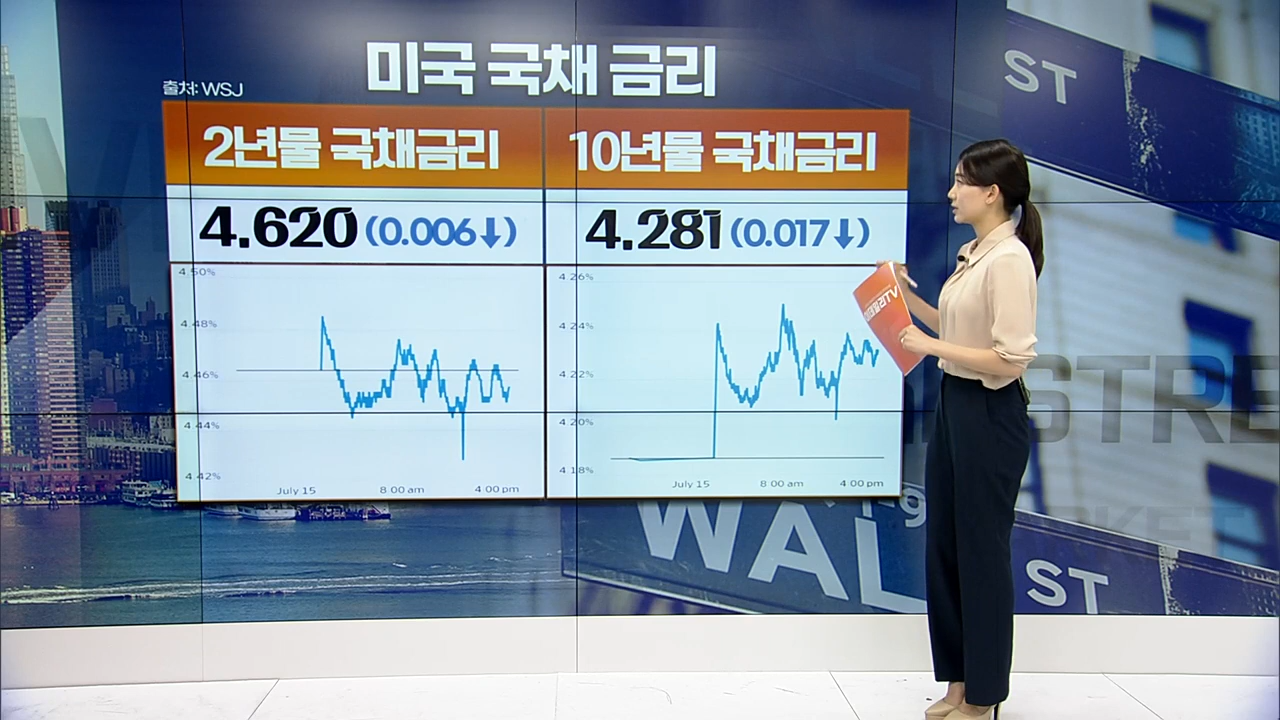 미국 국채 금리
출처: WSJ
2년물 국채금리
10년물 국채금리
4.620 (0.006↓)
4.281 (0.017↓)
4.50%
4.48%
4.46%
4.44%
4.42%
July 15
8:00 am
4:00 pm
4.26%
4.24%
4.22%
4.20%
4.18%
July 15
8:00 am
4:00 pm
ST
WALL
ST